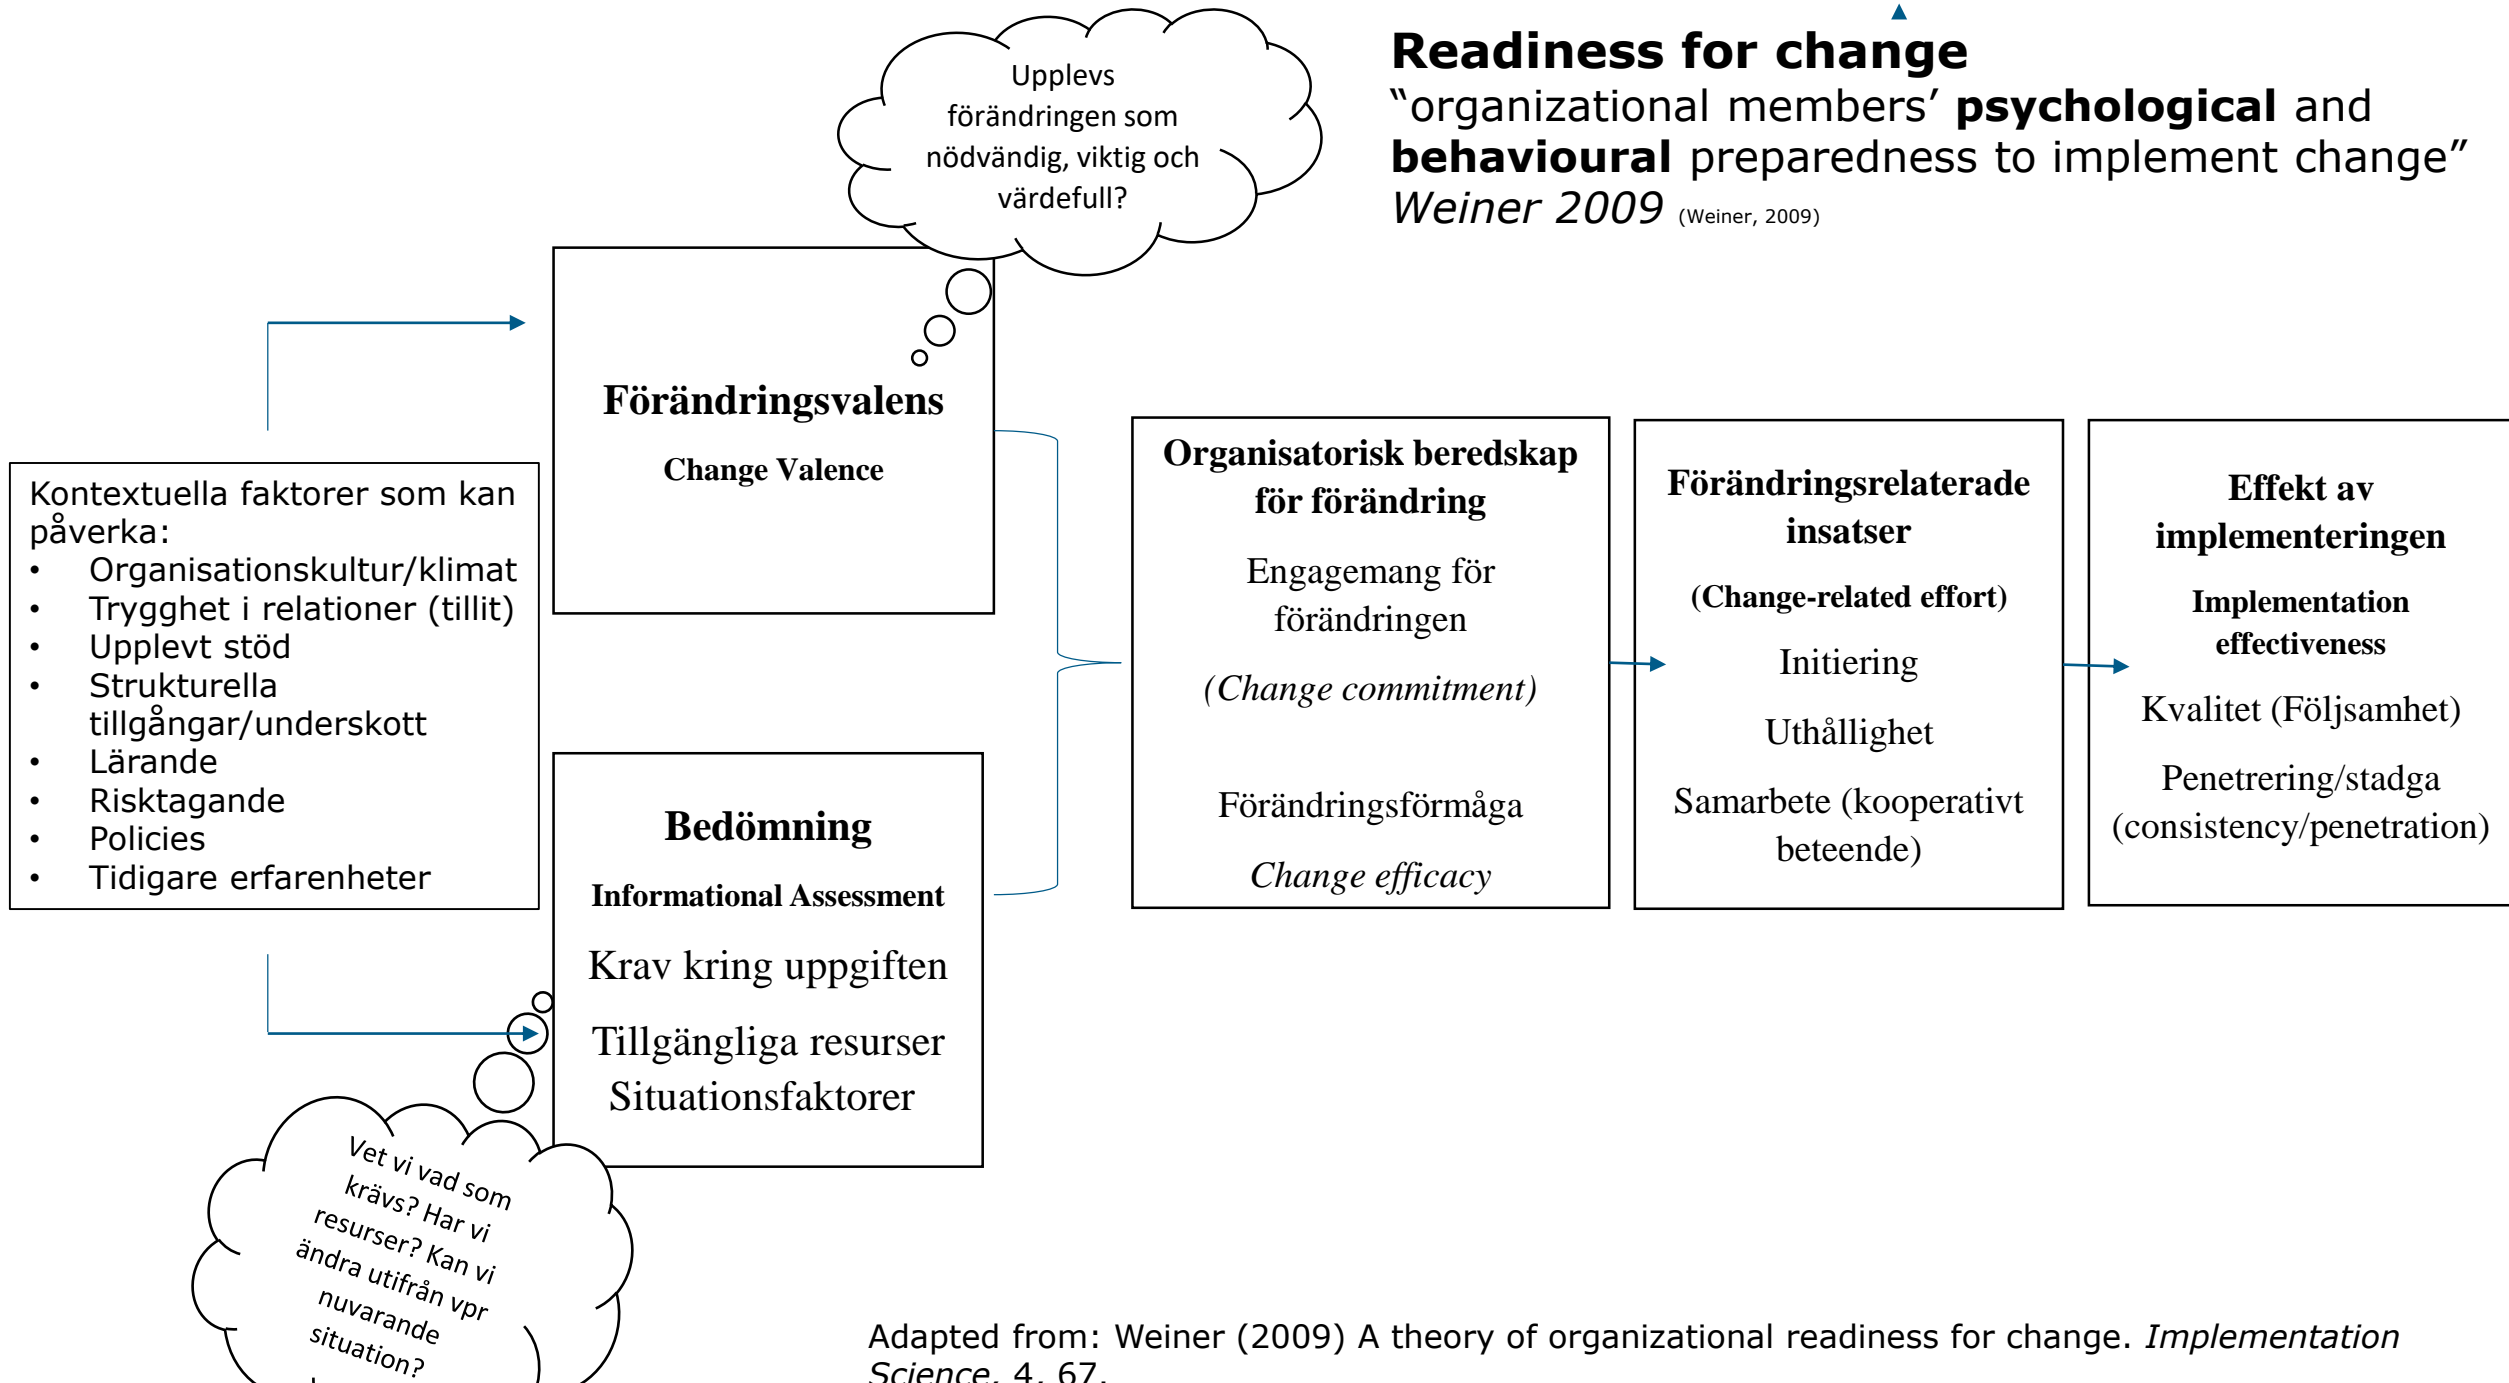 Readiness for change
“organizational members’ psychological and
behavioural preparedness to implement change”
Weiner 2009 (Weiner, 2009)
Upplevs
förändringen som
nödvändig, viktig och
värdefull?
Kontextuella faktorer som kan
påverka:
• Organisationskultur/klimat
• Trygghet i relationer (tillit)
• Upplevt stöd
• Strukturella
tillgångar/underskott
• Lärande
• Risktagande
• Policies
• Tidigare erfarenheter
Förändringsvalens
Change Valence
Bedömning
Informational Assessment
Krav kring uppgiften
Tillgängliga resurser
Situationsfaktorer
Vet vi vad som
krävs? Har vi
resurser? Kan vi
ändra utifrån vpr
nuvarande
situation?
Organisatorisk beredskap
för förändring
Engagemang för
förändringen
(Change commitment)
Förändringsförmåga
Change efficacy
Förändringsrelaterade
insatser
(Change-related effort)
Initiering
Uthållighet
Samarbete (kooperativt
beteende)
Effekt av
implementeringen
Implementation
effectiveness
Kvalitet (Följsamhet)
Penetrering/stadga
(consistency/penetration)
Adapted from: Weiner (2009) A theory of organizational readiness for change. Implementation
Science, 4, 67.